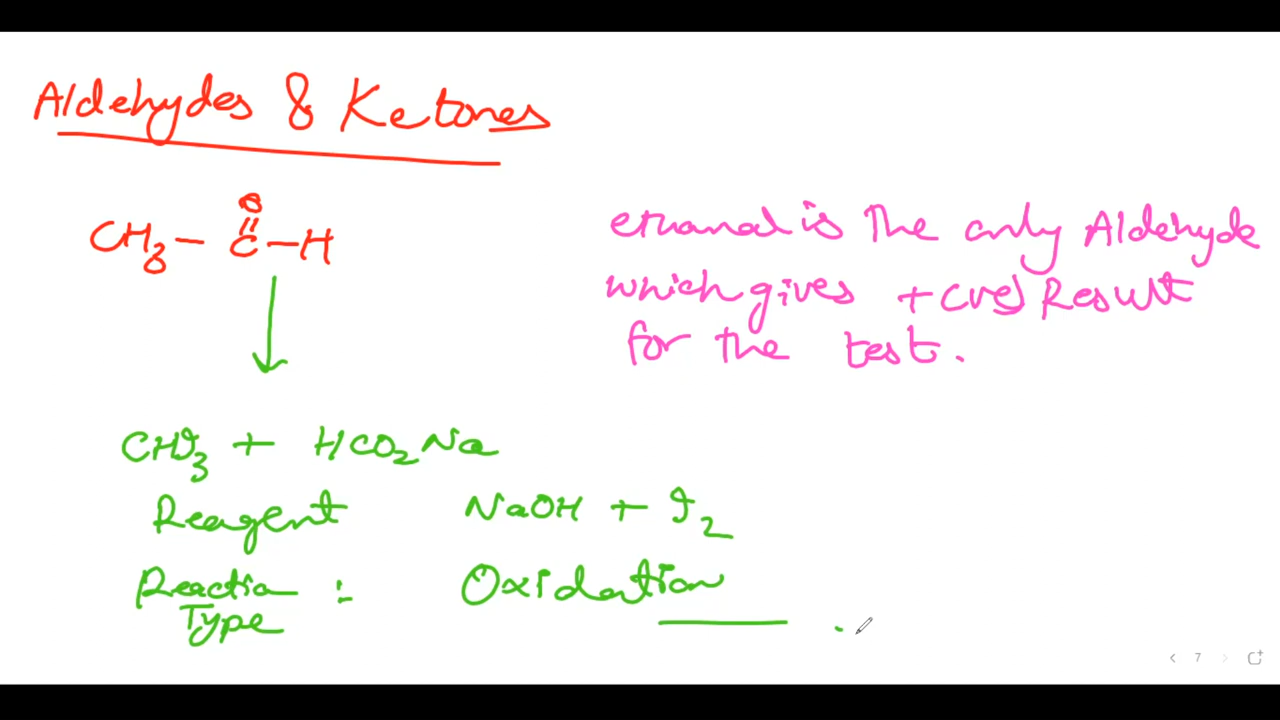 Aldehydes & Ketones
O
CH3 - C - H
ethanal is The only Aldehyde
which gives +(ve) Result
for the test.
CHI3 + HCO2Na
Reagent NaOH + I2
Reaction : Oxidation
Type
7